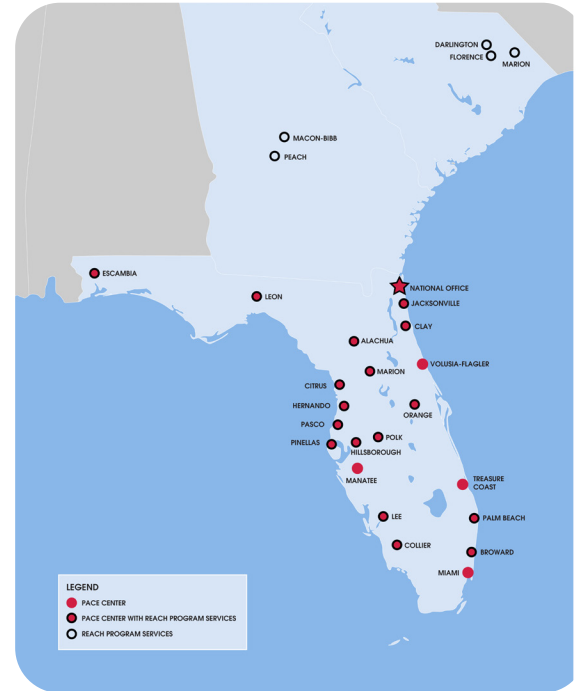 DARLINGTON
FLORENCE
MARION
MACON-BIBB
PEACH
ESCAMBIA
NATIONAL OFFICE
LEON
JACKSONVILLE
CLAY
ALACHUA
VOLUSIA-FLAGLER
MARION
CITRUS
HERNANDO
ORANGE
PASCO
POLK
PINELLAS
HILLSBOROUGH
MANATEE
TREASURE
COAST
LEE
PALM BEACH
COLLIER
BROWARD
MIAMI
LEGEND
PACE CENTER
PACE CENTER WITH REACH PROGRAM SERVICES
REACH PROGRAM SERVICES